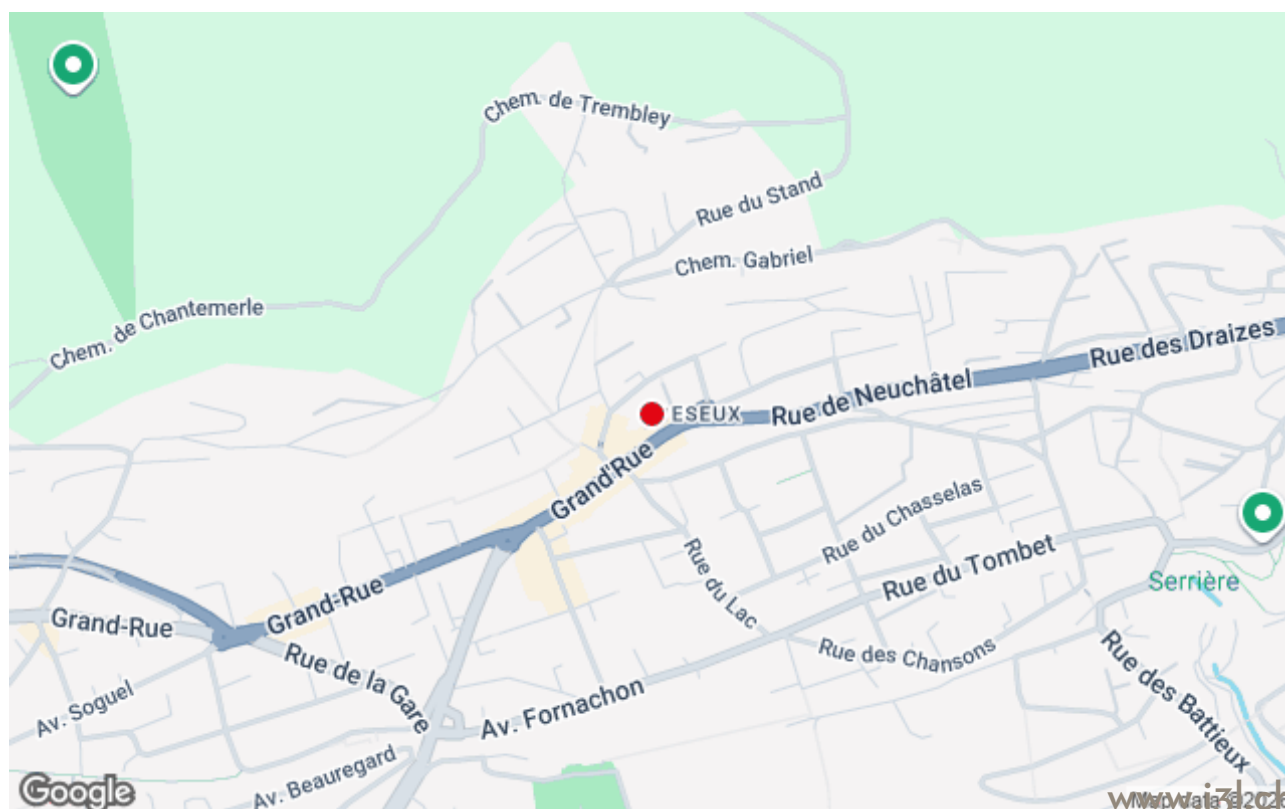 Chem. de Trembley
Rue du Stand
Chem. Gabriel
Chem. de Chantemerle
Rue des Draizes
Rue de Neuchâtel
ESEUX
Grand'Rue
Rue du Chasselas
Rue du Tombet
Serrière
Rue du Lac
Grand-Rue
Grand-Rue
Rue des Chansons
Rue de la Gare
Rue des Battieux
Av. Soguel
Av. Fornachon
Av. Beauregard
Google